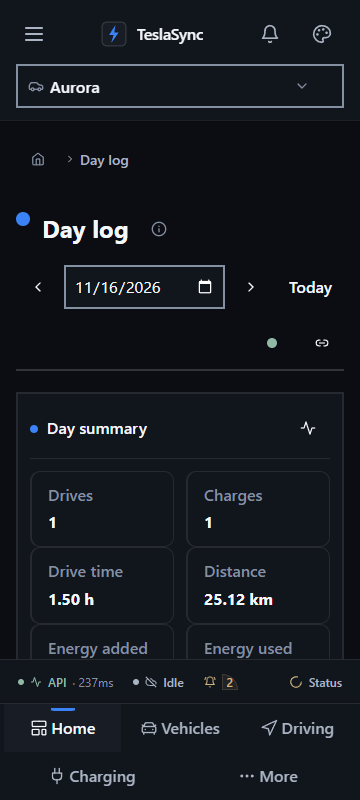 TeslaSync
Aurora
Day log
Day log
11/16/2026
Today
Day summary
Drives
Charges
1
1
Drive time
Distance
1.50 h
25.12 km
Energy added
Energy used
API · 237ms
Idle
2
Status
Home
Vehicles
Driving
Charging
More